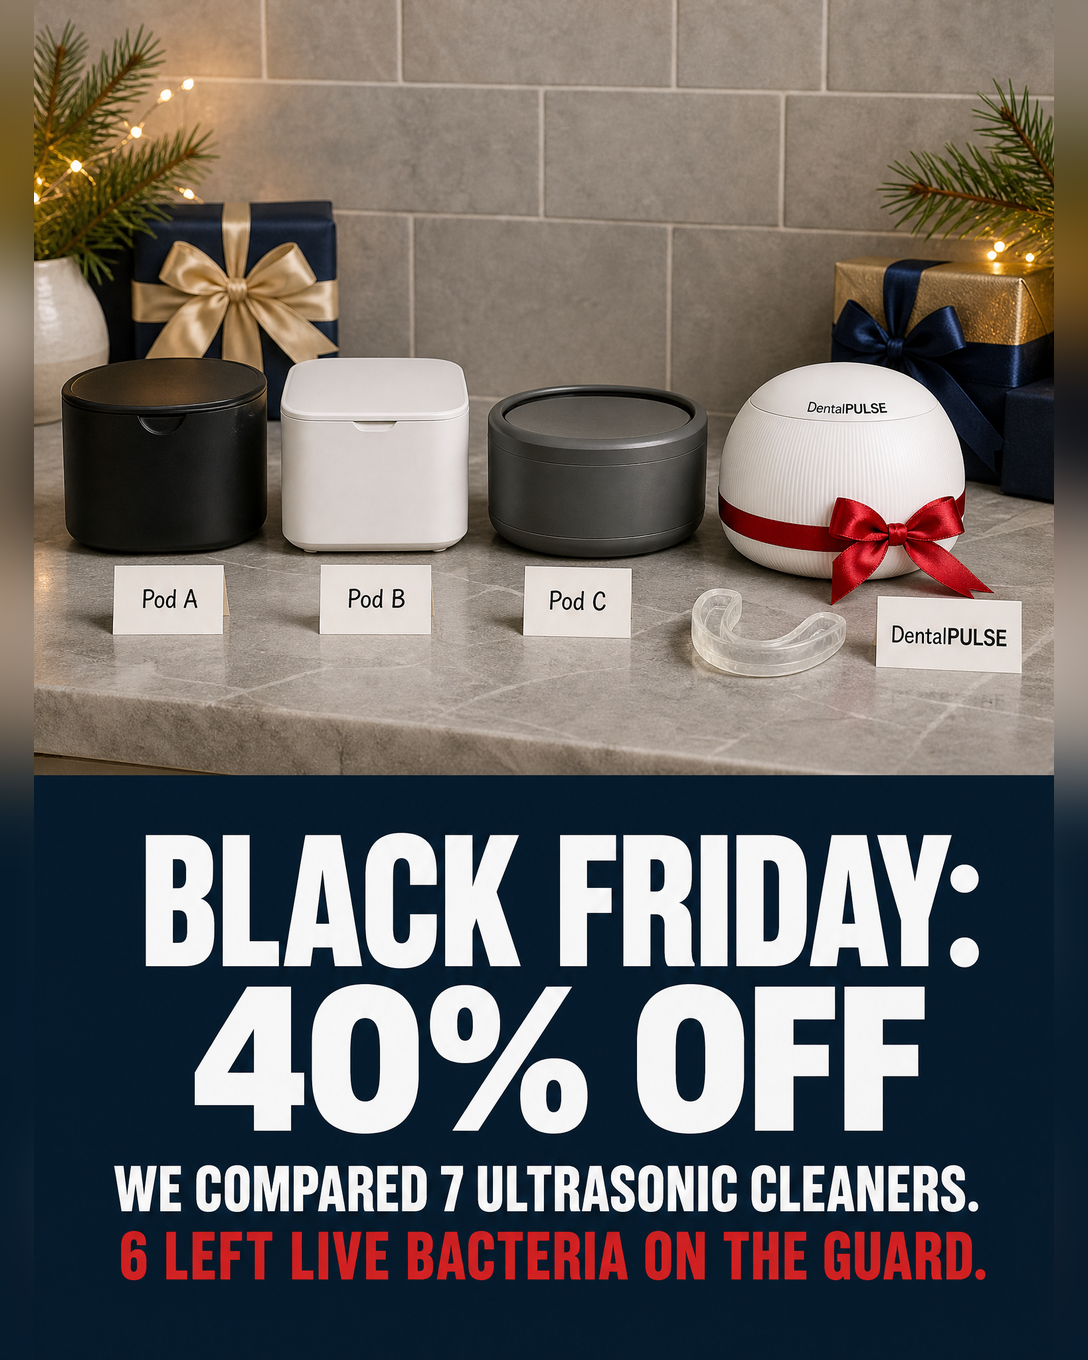 DentalPULSE
Pod A
Pod B
Pod C
DentalPULSE
BLACK FRIDAY:
40% OFF
WE COMPARED 7 ULTRASONIC CLEANERS.
6 LEFT LIVE BACTERIA ON THE GUARD.